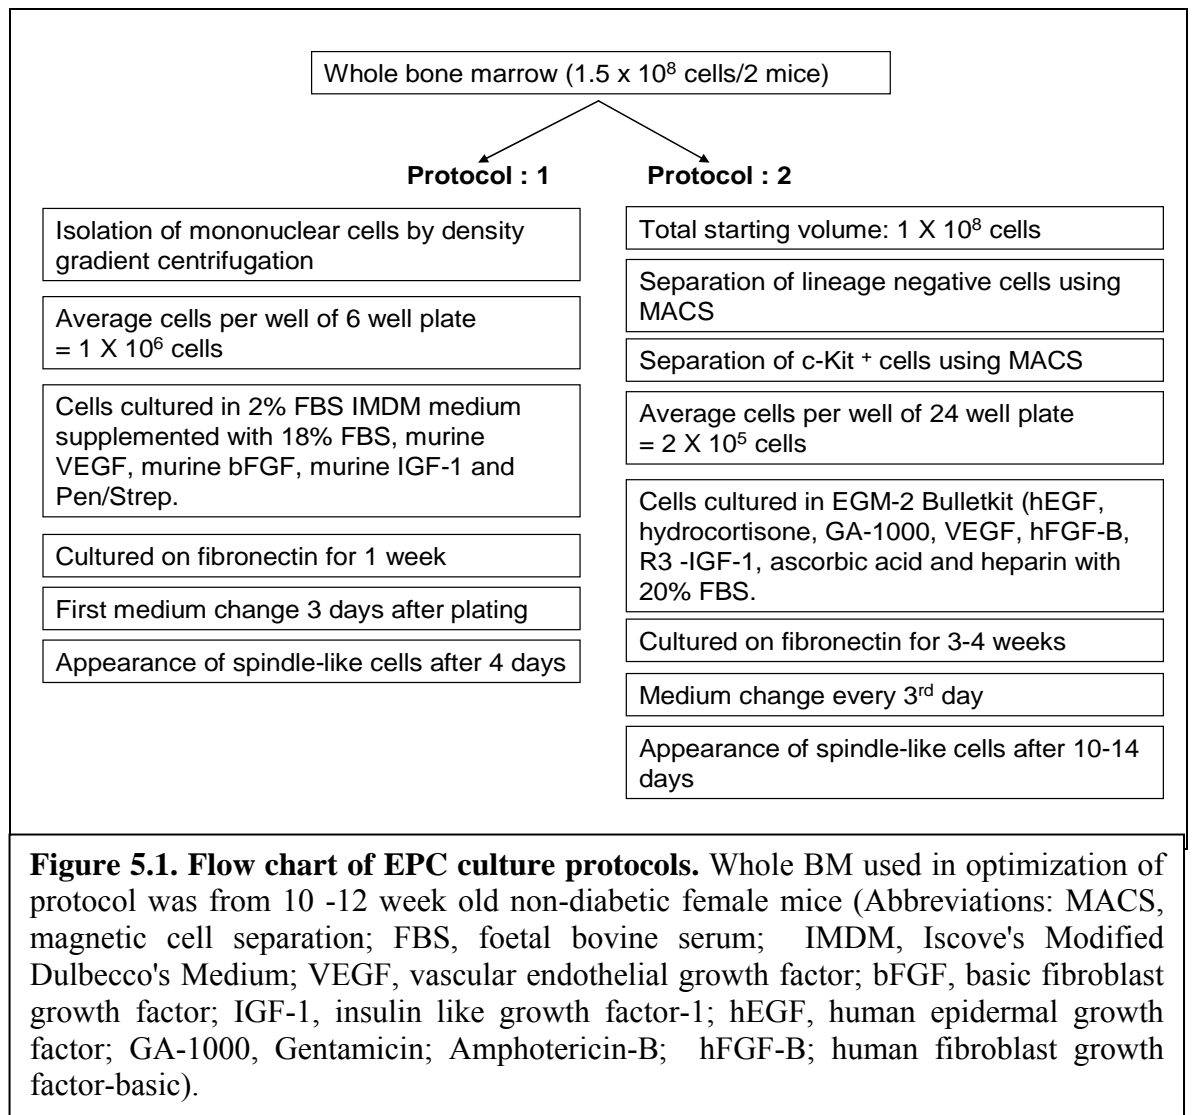 Whole bone marrow (1.5 x 10⁸ cells/2 mice)
Protocol : 1
Isolation of mononuclear cells by density
gradient centrifugation
Average cells per well of 6 well plate
= 1 X 10⁶ cells
Cells cultured in 2% FBS IMDM medium
supplemented with 18% FBS, murine
VEGF, murine bFGF, murine IGF-1 and
Pen/Strep.
Cultured on fibronectin for 1 week
First medium change 3 days after plating
Appearance of spindle-like cells after 4 days
Protocol : 2
Total starting volume: 1 X 10⁸ cells
Separation of lineage negative cells using
MACS
Separation of c-Kit ⁺ cells using MACS
Average cells per well of 24 well plate
= 2 X 10⁵ cells
Cells cultured in EGM-2 Bulletkit (hEGF,
hydrocortisone, GA-1000, VEGF, hFGF-B,
R3 -IGF-1, ascorbic acid and heparin with
20% FBS.
Cultured on fibronectin for 3-4 weeks
Medium change every 3ʳᵈ day
Appearance of spindle-like cells after 10-14
days
Figure 5.1. Flow chart of EPC culture protocols. Whole BM used in optimization of
protocol was from 10 -12 week old non-diabetic female mice (Abbreviations: MACS,
magnetic cell separation; FBS, foetal bovine serum; IMDM, Iscove's Modified
Dulbecco's Medium; VEGF, vascular endothelial growth factor; bFGF, basic fibroblast
growth factor; IGF-1, insulin like growth factor-1; hEGF, human epidermal growth
factor; GA-1000, Gentamicin; Amphotericin-B; hFGF-B; human fibroblast growth
factor-basic).